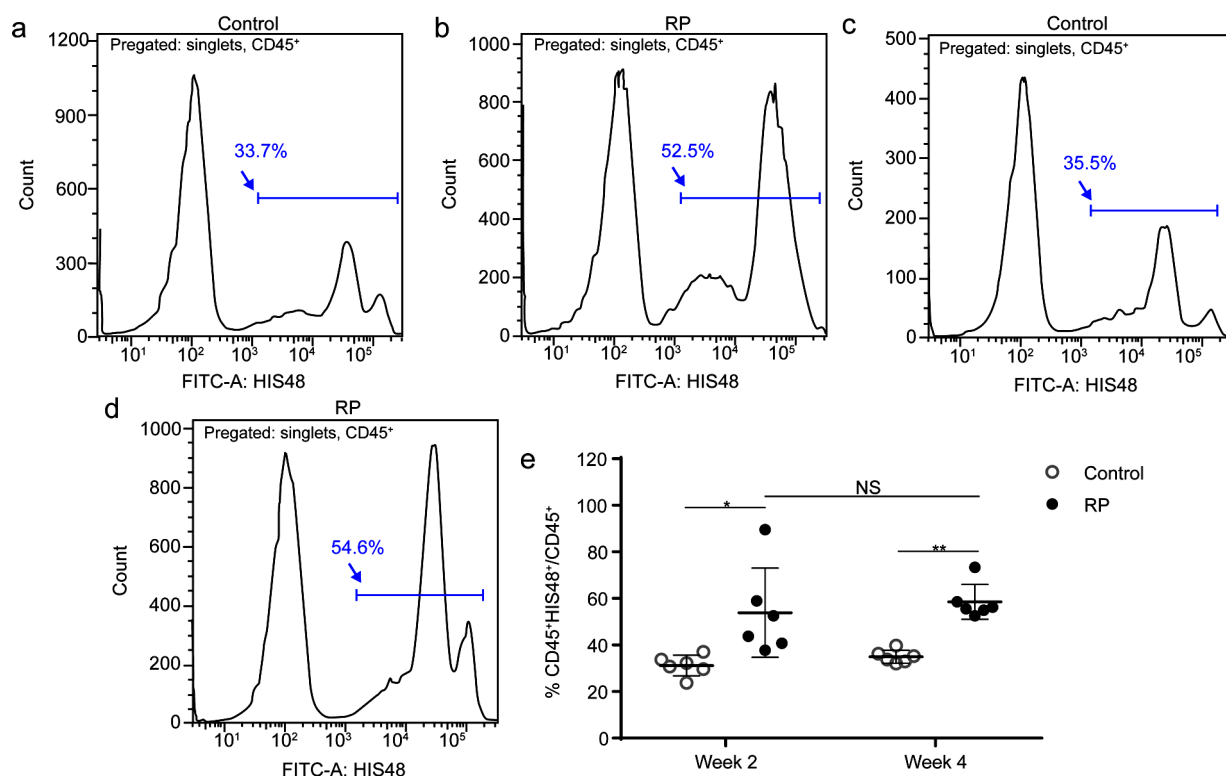 a
Control
Pregated: singlets, CD45⁺
1200
900
600
300
0
Count
33.7%
10¹ 10² 10³ 10⁴ 10⁵
FITC-A: HIS48
b
RP
Pregated: singlets, CD45⁺
1000
800
600
400
200
0
Count
52.5%
10¹ 10² 10³ 10⁴ 10⁵
FITC-A: HIS48
c
Control
Pregated: singlets, CD45⁺
500
400
300
200
100
0
Count
35.5%
10¹ 10² 10³ 10⁴ 10⁵
FITC-A: HIS48
d
RP
Pregated: singlets, CD45⁺
1000
800
600
400
200
0
Count
54.6%
10¹ 10² 10³ 10⁴ 10⁵
FITC-A: HIS48
e
120
100
80
60
40
20
0
% CD45⁺HIS48⁺/CD45⁺
*
NS
**
Week 2 Week 4
Control
RP